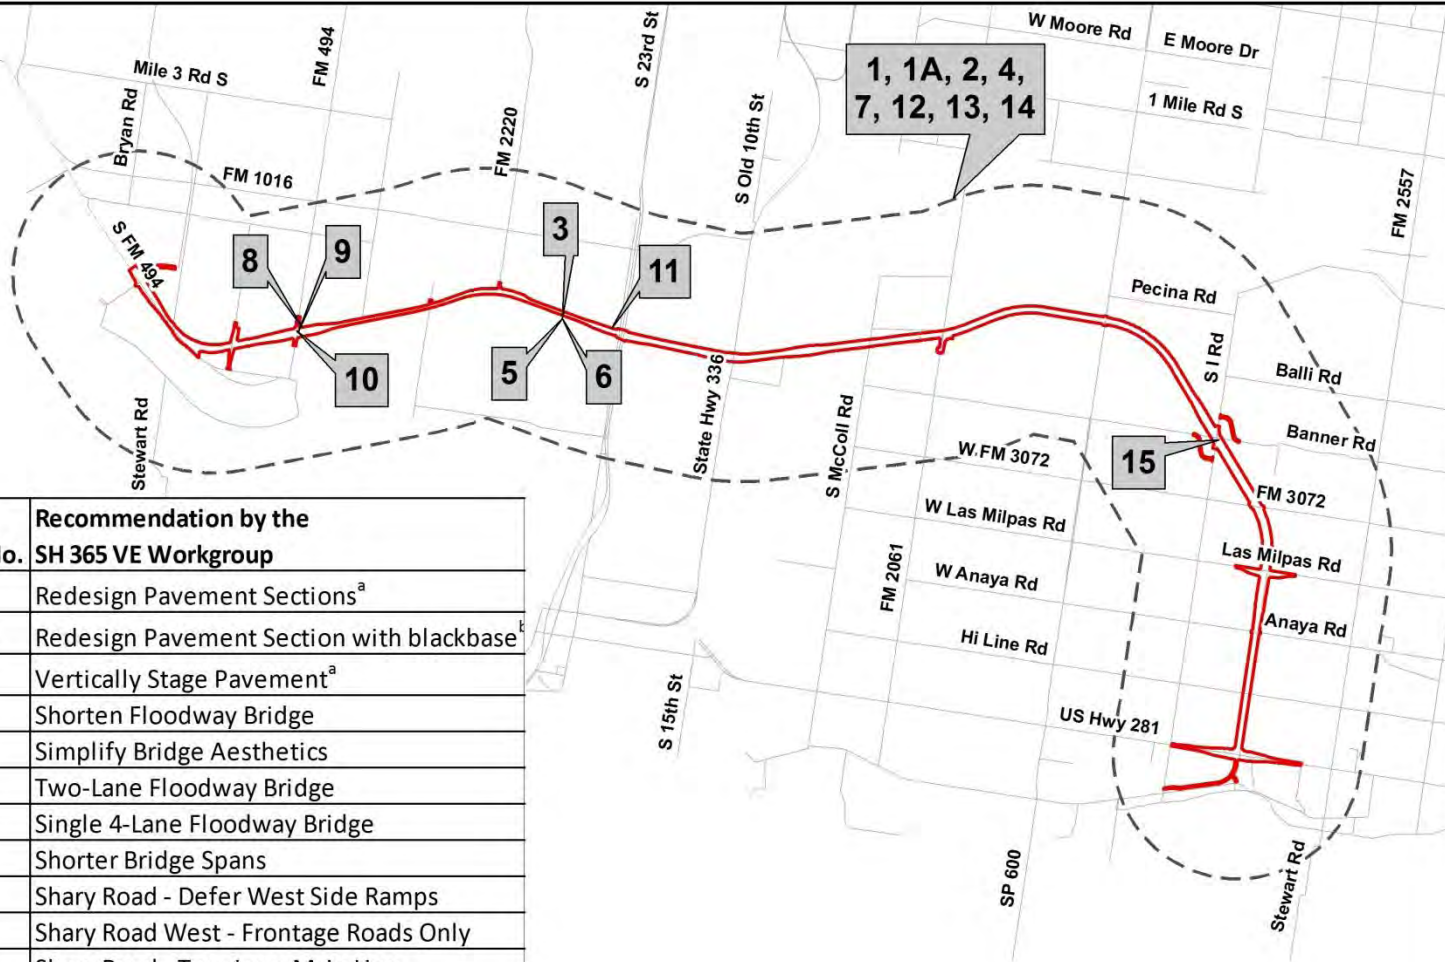 W Moore Rd
E Moore Dr
S 23rd St
FM 494
Mile 3 Rd S
1, 1A, 2, 4,
7, 12, 13, 14
1 Mile Rd S
Bryan Rd
FM 2220
S Old 10th St
FM 1016
FM 2557
3
S FM 494
8
9
11
Pecina Rd
S I Rd
5
6
10
State Hwy 336
Balli Rd
S McColl Rd
Stewart Rd
Banner Rd
W. FM 3072
15
FM 3072
W Las Milpas Rd
Las Milpas Rd
FM 2061
W Anaya Rd
Anaya Rd
Hi Line Rd
S 15th St
US Hwy 281
SP 600
Stewart Rd
Recommendation by the
No. SH 365 VE Workgroup
Redesign Pavement Sectionsª
Redesign Pavement Section with blackbaseᵇ
Vertically Stage Pavementª
Shorten Floodway Bridge
Simplify Bridge Aesthetics
Two-Lane Floodway Bridge
Single 4-Lane Floodway Bridge
Shorter Bridge Spans
Shary Road - Defer West Side Ramps
Shary Road West - Frontage Roads Only